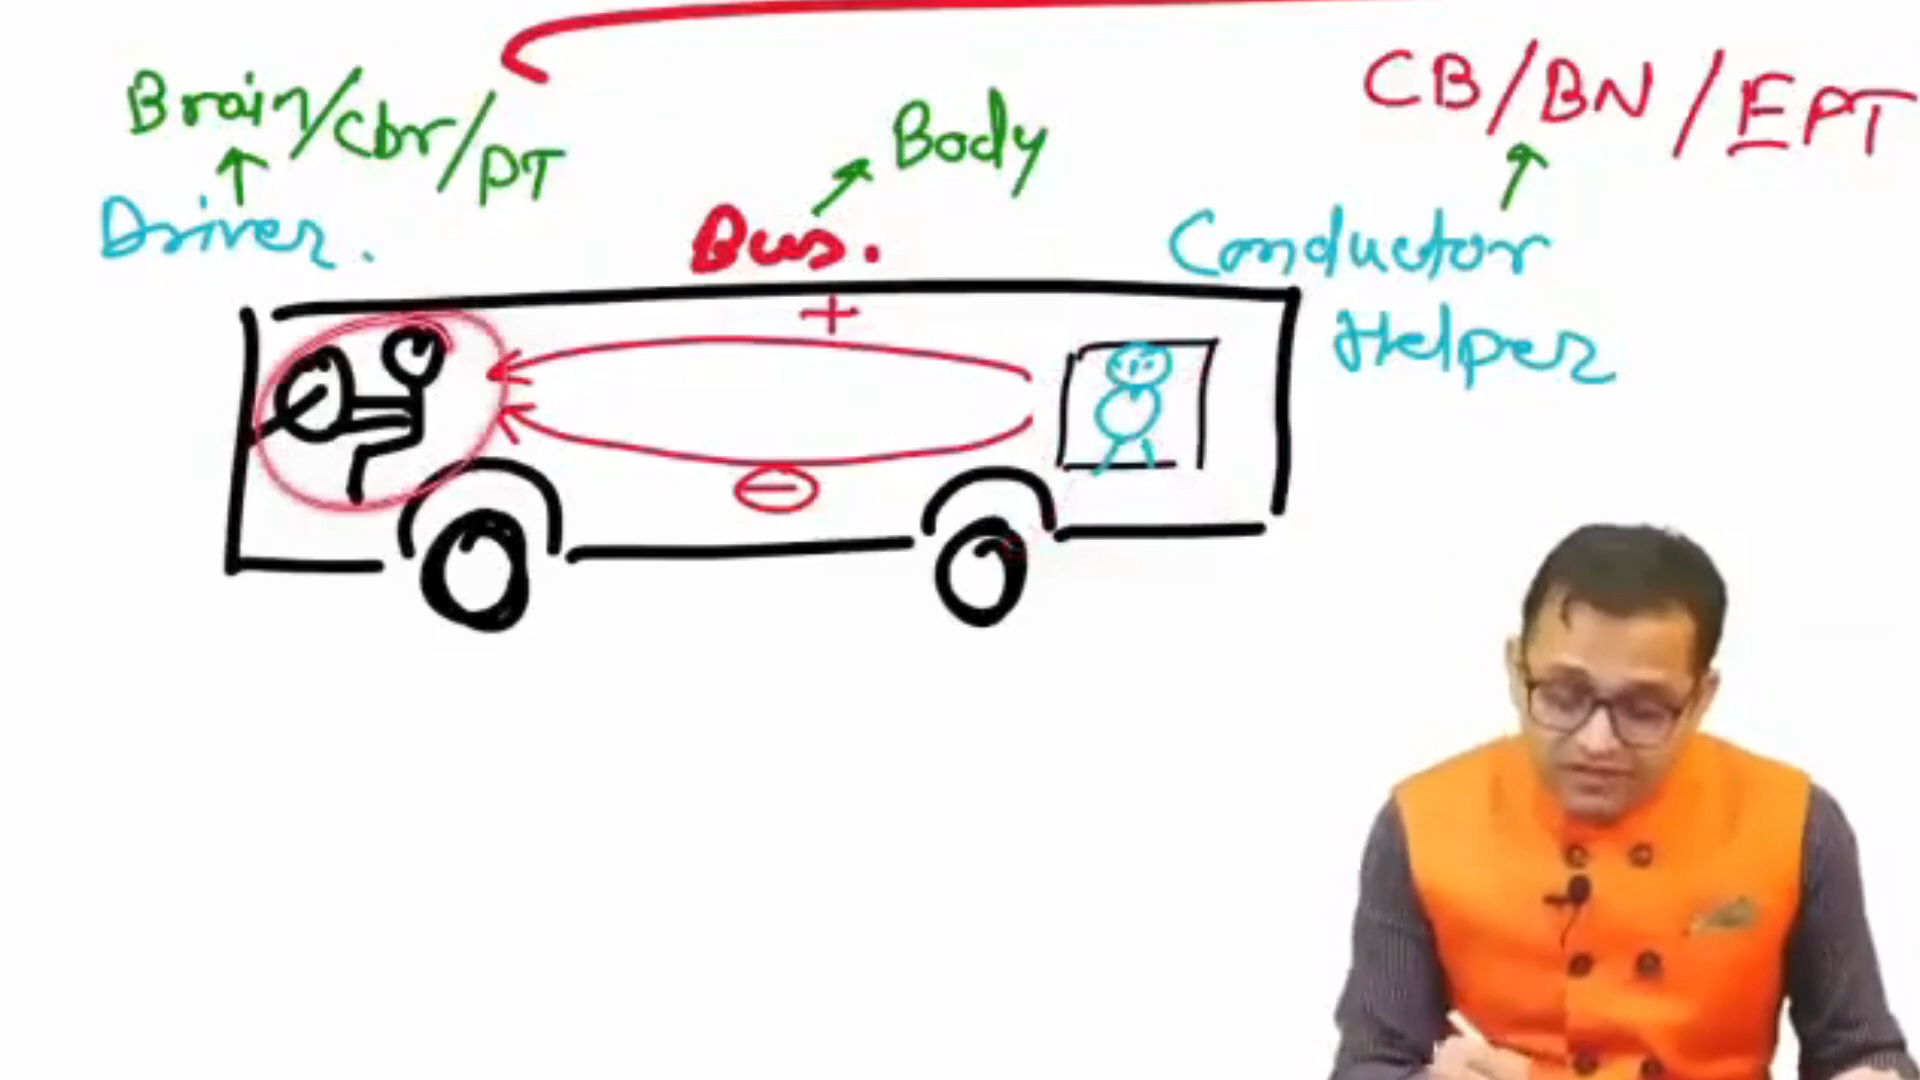 Brain/Cbr/PT
Body
CB/BN/EPT
Driver.
Bus.
Conductor
Helper
+
-